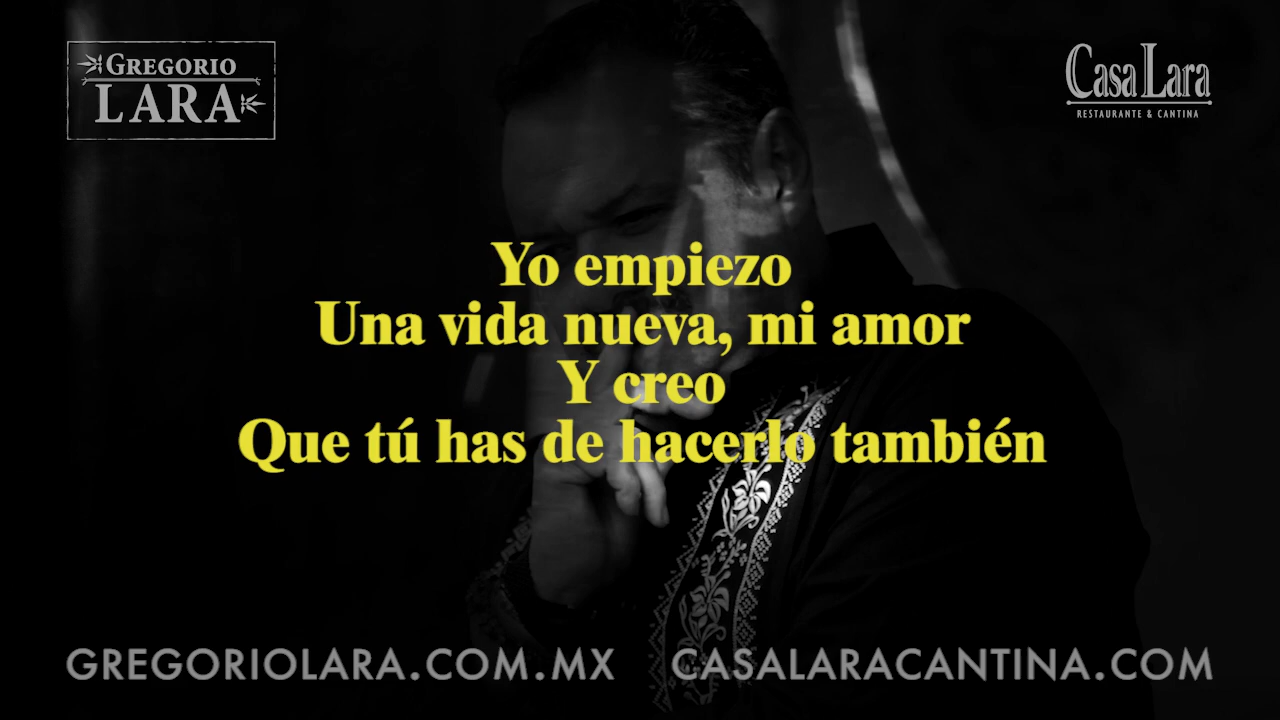 GREGORIO
LARA
Casa Lara
RESTAURANTE & CANTINA
Yo empiezo
Una vida nueva, mi amor
Y creo
Que tú has de hacerlo también
GREGORIOLARA.COM.MX
CASALARACANTINA.COM